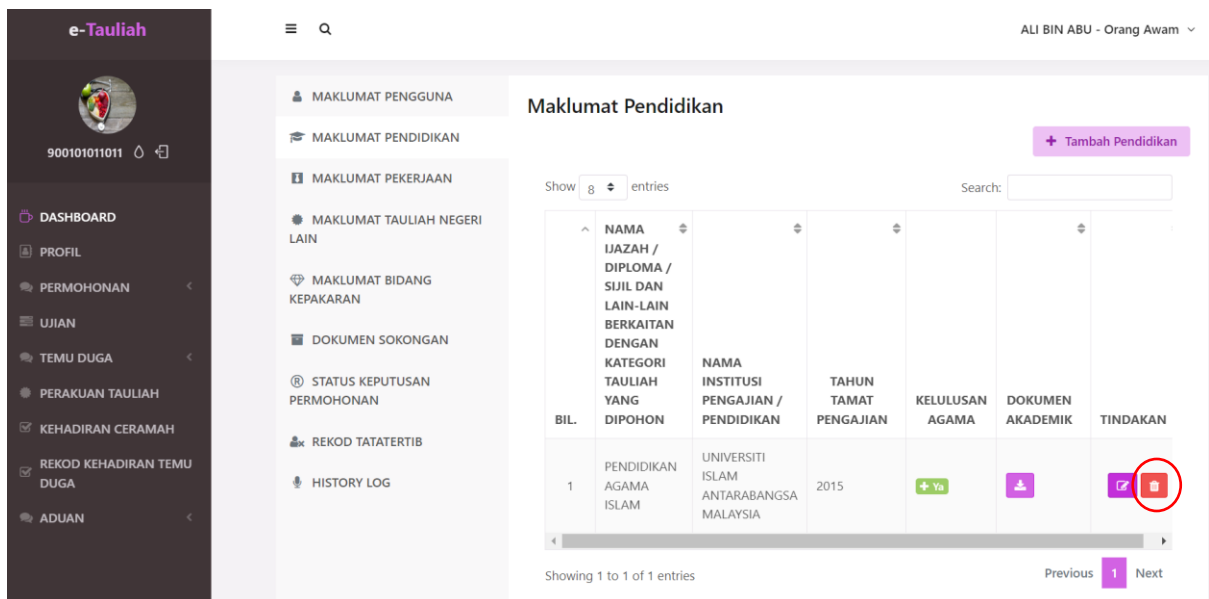 e-Tauliah
ALI BIN ABU - Orang Awam
900101011011
DASHBOARD
PROFIL
PERMOHONAN
UJIAN
TEMU DUGA
PERAKUAN TAULIAH
KEHADIRAN CERAMAH
REKOD KEHADIRAN TEMU
DUGA
ADUAN
MAKLUMAT PENGGUNA
MAKLUMAT PENDIDIKAN
MAKLUMAT PEKERJAAN
MAKLUMAT TAULIAH NEGERI
LAIN
MAKLUMAT BIDANG
KEPAKARAN
DOKUMEN SOKONGAN
STATUS KEPUTUSAN
PERMOHONAN
REKOD TATATERTIB
HISTORY LOG
Maklumat Pendidikan
+ Tambah Pendidikan
Show 8 entries
Search:
BIL.
NAMA
IJAZAH /
DIPLOMA /
SIJIL DAN
LAIN-LAIN
BERKAITAN
DENGAN
KATEGORI
TAULIAH
YANG
DIPOHON
NAMA
INSTITUSI
PENGAJIAN /
PENDIDIKAN
TAHUN
TAMAT
PENGAJIAN
KELULUSAN
AGAMA
DOKUMEN
AKADEMIK
TINDAKAN
1
PENDIDIKAN
AGAMA
ISLAM
UNIVERSITI
ISLAM
ANTARABANGSA
MALAYSIA
2015
+ Ya
Showing 1 to 1 of 1 entries
Previous 1 Next